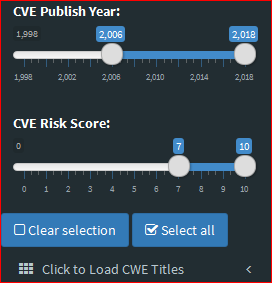 CVE Publish Year:
1,998 2,006 2,018
1,998 2,002 2,006 2,010 2,014 2,018
CVE Risk Score:
0 7 10
0 1 2 3 4 5 6 7 8 9 10
Clear selection Select all
Click to Load CWE Titles